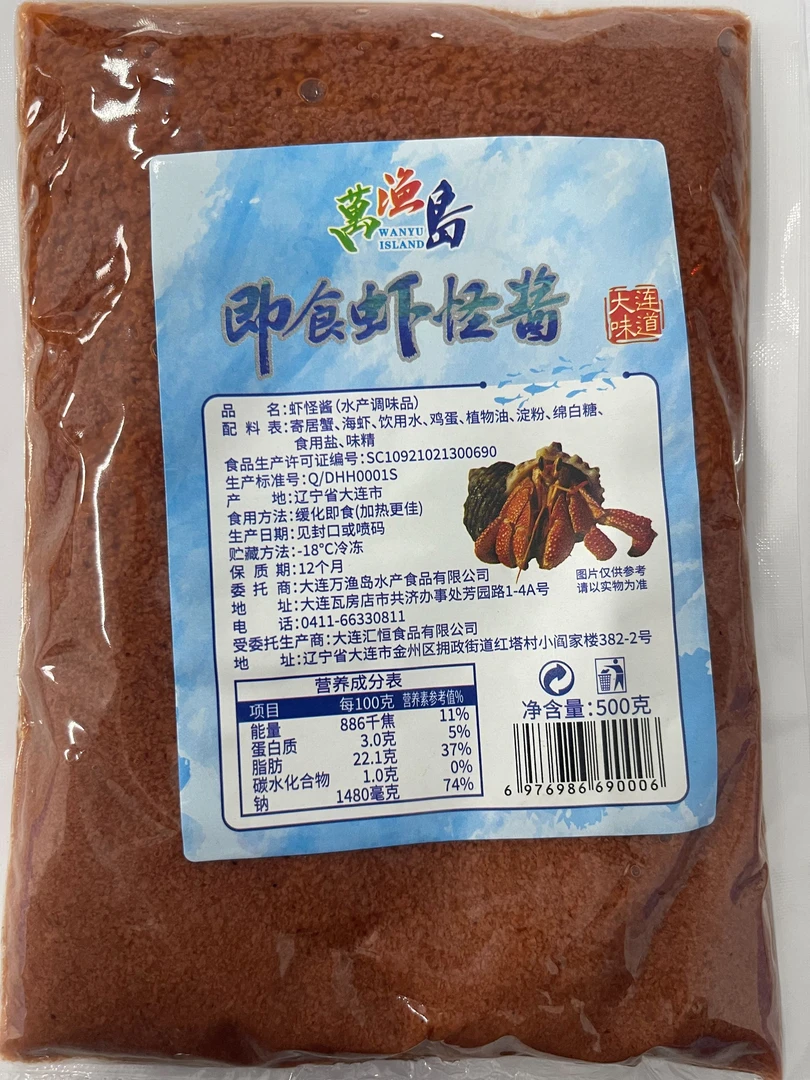 萬渔岛
WANYU
ISLAND
即食虾怪酱
大连
味道
品 名:虾怪酱(水产调味品)
配 料 表:寄居蟹、海虾、饮用水、鸡蛋、植物油、淀粉、绵白糖、
食用盐、味精
食品生产许可证编号:SC10921021300690
生产标准号:Q/DHH0001S
产 地:辽宁省大连市
食用方法:缓化即食(加热更佳)
生产日期:见封口或喷码
贮藏方法:-18℃冷冻
保 质 期:12个月
委 托 商:大连万渔岛水产食品有限公司
地 址:大连瓦房店市共济办事处芳园路1-4A号
电 话:0411-66330811
受委托生产商:大连汇恒食品有限公司
地 址:辽宁省大连市金州区拥政街道红塔村小阎家楼382-2号
图片仅供参考
请以实物为准
营养成分表
项目 每100克 营养素参考值%
能量 886千焦 11%
蛋白质 3.0克 5%
脂肪 22.1克 37%
碳水化合物 1.0克 0%
钠 1480毫克 74%
净含量:500克
6 976986 690006